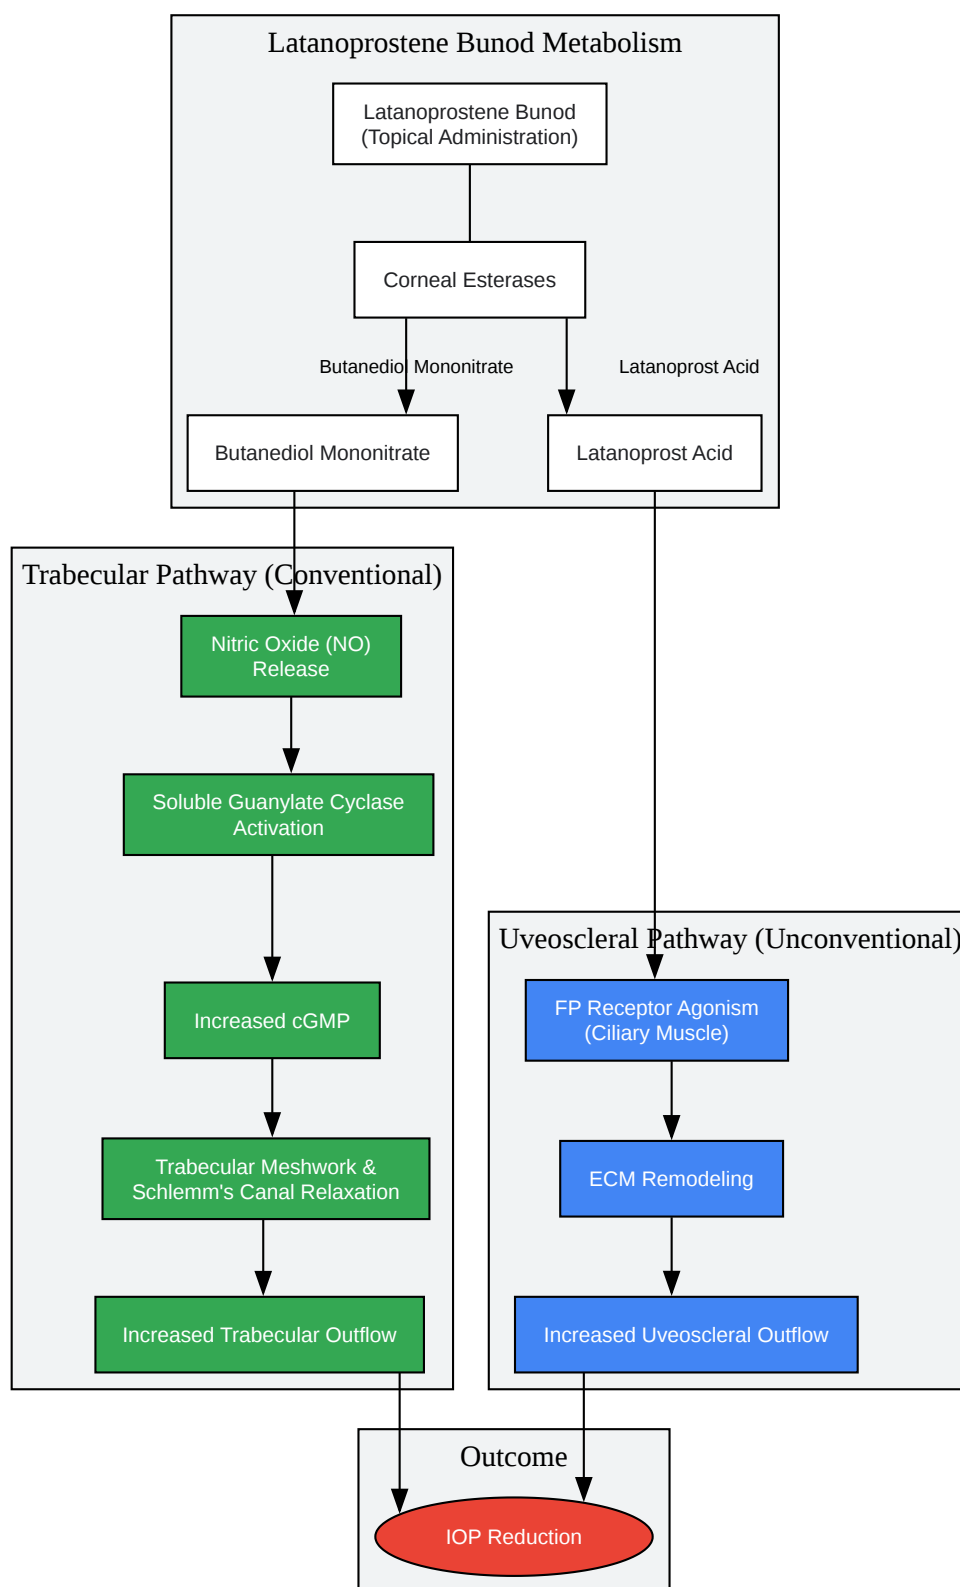 Latanoprostene Bunod Metabolism
Latanoprostene Bunod
(Topical Administration)
Corneal Esterases
Butanediol Mononitrate
Latanoprost Acid
Butanediol Mononitrate
Latanoprost Acid
Trabecular Pathway (Conventional)
Nitric Oxide (NO)
Release
Soluble Guanylate Cyclase
Activation
Increased cGMP
Trabecular Meshwork &
Schlemm's Canal Relaxation
Increased Trabecular Outflow
Uveoscleral Pathway (Unconventional)
FP Receptor Agonism
(Ciliary Muscle)
ECM Remodeling
Increased Uveoscleral Outflow
Outcome
IOP Reduction